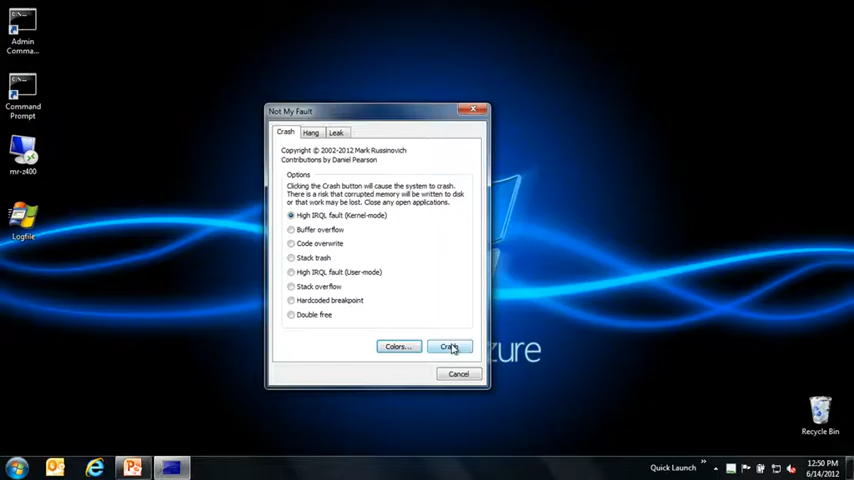 Admin
Comma...
Command
Prompt
mr-z400
Logfile
Not My Fault
Crash
Hang
Leak
Copyright © 2002-2012 Mark Russinovich
Contributions by Daniel Pearson
Options
Clicking the Crash button will cause the system to crash.
There is a risk that corrupted memory will be written to disk
or that work may be lost. Close any open applications.
High IRQL fault (Kernel-mode)
Buffer overflow
Code overwrite
Stack trash
High IRQL fault (User-mode)
Stack overflow
Hardcoded breakpoint
Double free
Colors...
Crash
Cancel
zure
Recycle Bin
Quick Launch
12:50 PM
6/14/2012